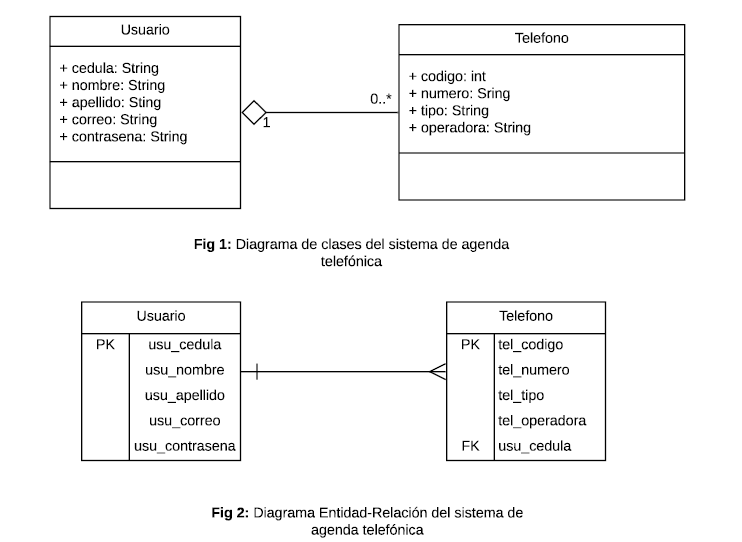 Usuario
+ cedula: String
+ nombre: String
+ apellido: Sting
+ correo: String
+ contrasena: String
1
0..*
Telefono
+ codigo: int
+ numero: Sring
+ tipo: String
+ operadora: String
Fig 1: Diagrama de clases del sistema de agenda
telefónica
Usuario
PK usu_cedula
usu_nombre
usu_apellido
usu_correo
usu_contrasena
Telefono
PK tel_codigo
tel_numero
tel_tipo
tel_operadora
FK usu_cedula
Fig 2: Diagrama Entidad-Relación del sistema de
agenda telefónica